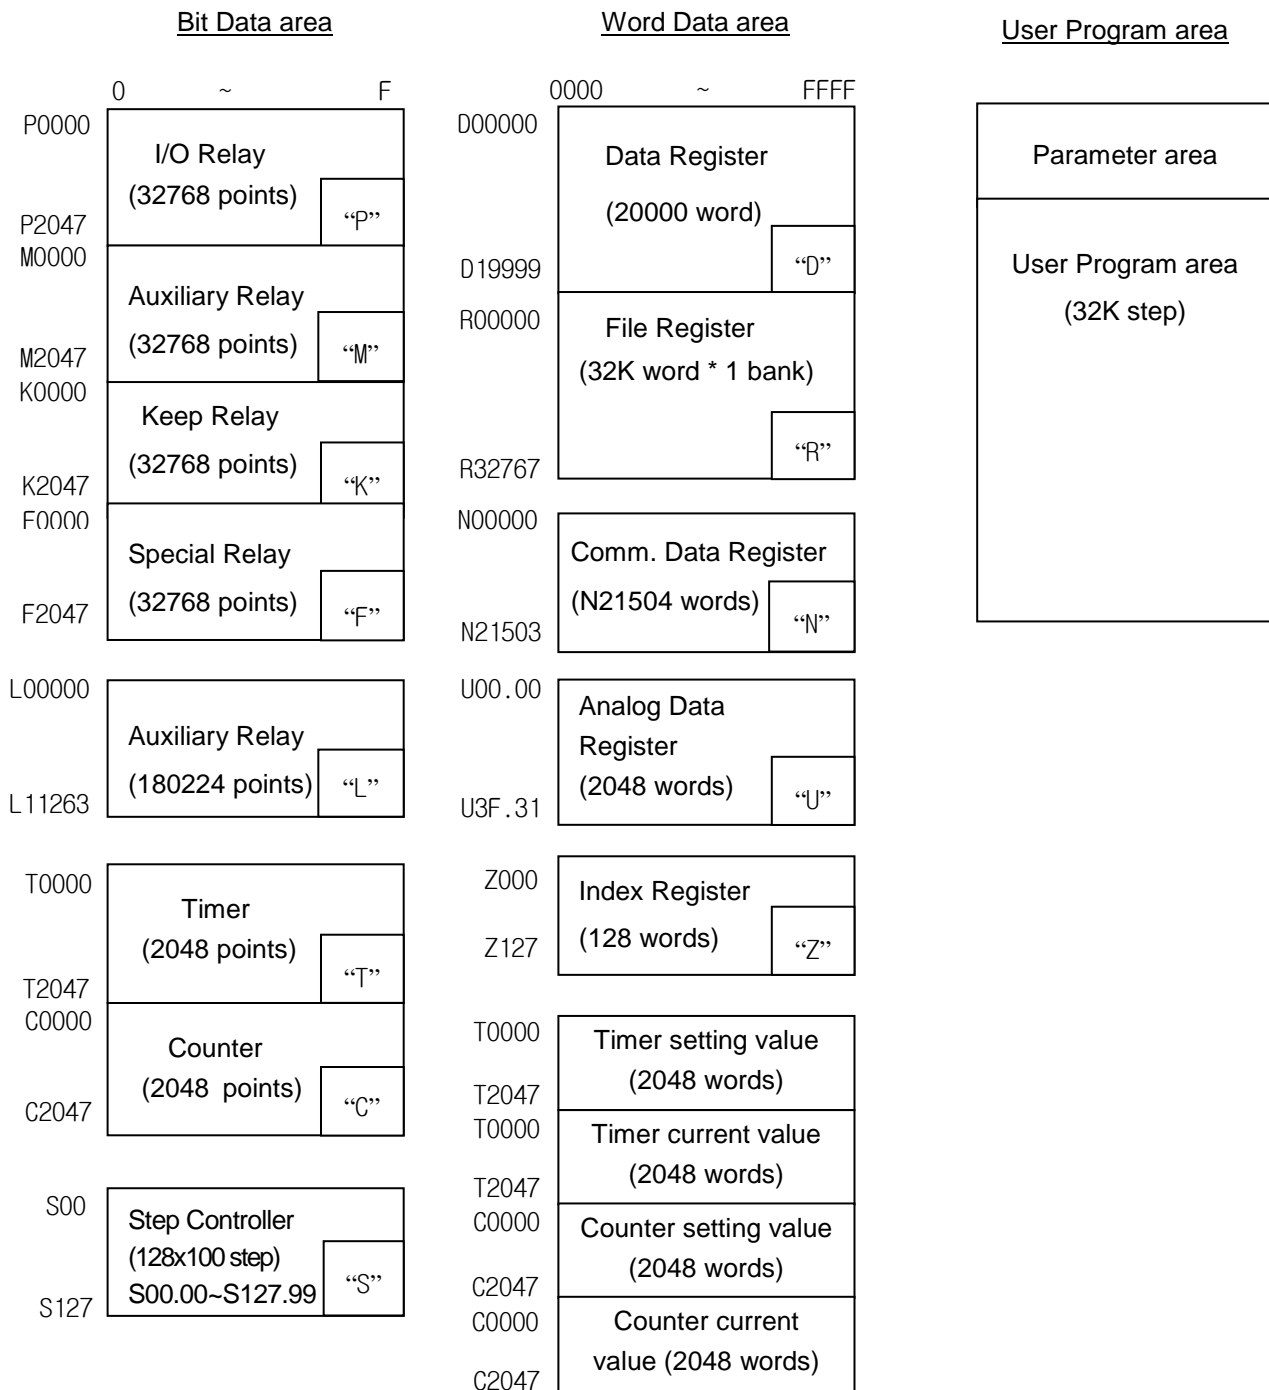 Bit Data area
0 ~ F
P0000
I/O Relay
(32768 points)
“P”
P2047
M0000
Auxiliary Relay
(32768 points)
“M”
M2047
K0000
Keep Relay
(32768 points)
“K”
K2047
F0000
Special Relay
(32768 points)
“F”
F2047
L00000
Auxiliary Relay
(180224 points)
“L”
L11263
T0000
Timer
(2048 points)
“T”
T2047
C0000
Counter
(2048 points)
“C”
C2047
S00
Step Controller
(128x100 step)
S00.00~S127.99
“S”
S127
Word Data area
0000 ~ FFFF
D00000
Data Register
(20000 word)
“D”
D19999
R00000
File Register
(32K word * 1 bank)
“R”
R32767
N00000
Comm. Data Register
(N21504 words)
“N”
N21503
U00.00
Analog Data
Register
(2048 words)
“U”
U3F.31
Z000
Index Register
(128 words)
“Z”
Z127
T0000
Timer setting value
(2048 words)
T2047
T0000
Timer current value
(2048 words)
T2047
C0000
Counter setting value
(2048 words)
C2047
C0000
Counter current
value (2048 words)
C2047
User Program area
Parameter area
User Program area
(32K step)